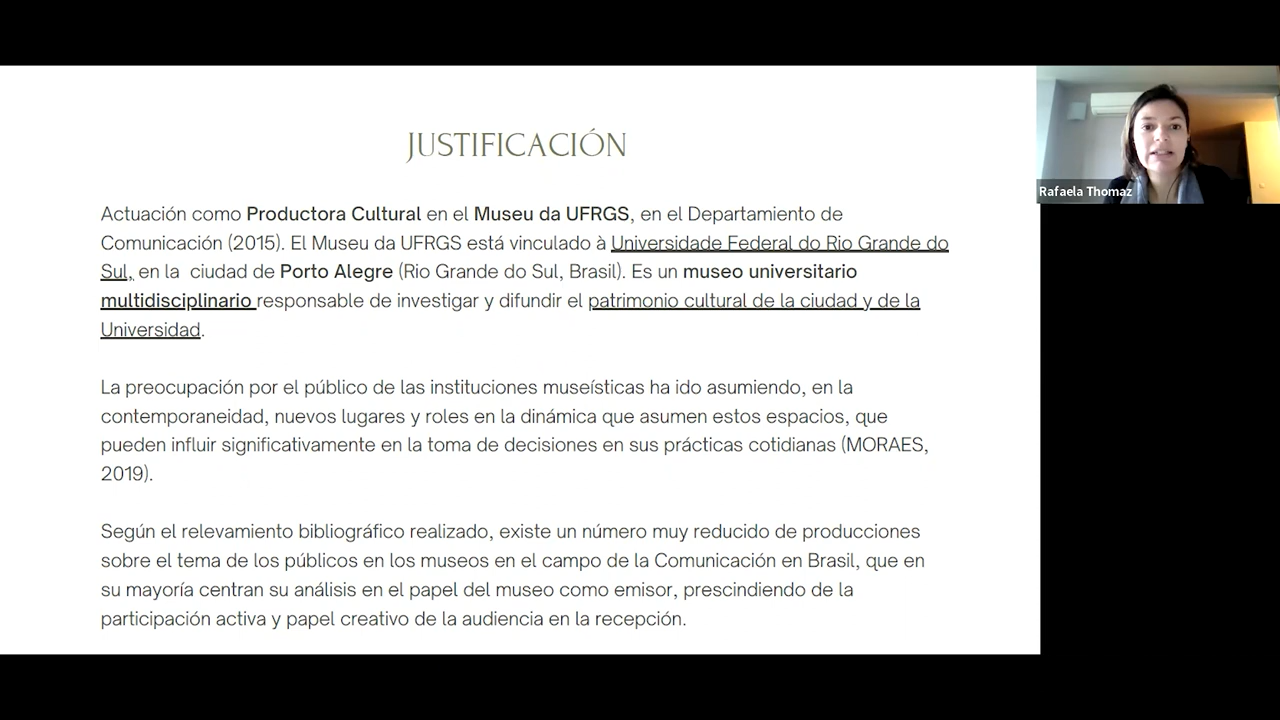 JUSTIFICACIÓN
Actuación como Productora Cultural en el Museu da UFRGS, en el Departamiento de
Comunicación (2015). El Museu da UFRGS está vinculado à Universidade Federal do Rio Grande do
Sul, en la ciudad de Porto Alegre (Rio Grande do Sul, Brasil). Es un museo universitario
multidisciplinario responsable de investigar y difundir el patrimonio cultural de la ciudad y de la
Universidad.
La preocupación por el público de las instituciones museísticas ha ido asumiendo, en la
contemporaneidad, nuevos lugares y roles en la dinámica que asumen estos espacios, que
pueden influir significativamente en la toma de decisiones en sus prácticas cotidianas (MORAES,
2019).
Según el relevamiento bibliográfico realizado, existe un número muy reducido de producciones
sobre el tema de los públicos en los museos en el campo de la Comunicación en Brasil, que en
su mayoría centran su análisis en el papel del museo como emisor, prescindiendo de la
participación activa y papel creativo de la audiencia en la recepción.
Rafaela Thomaz